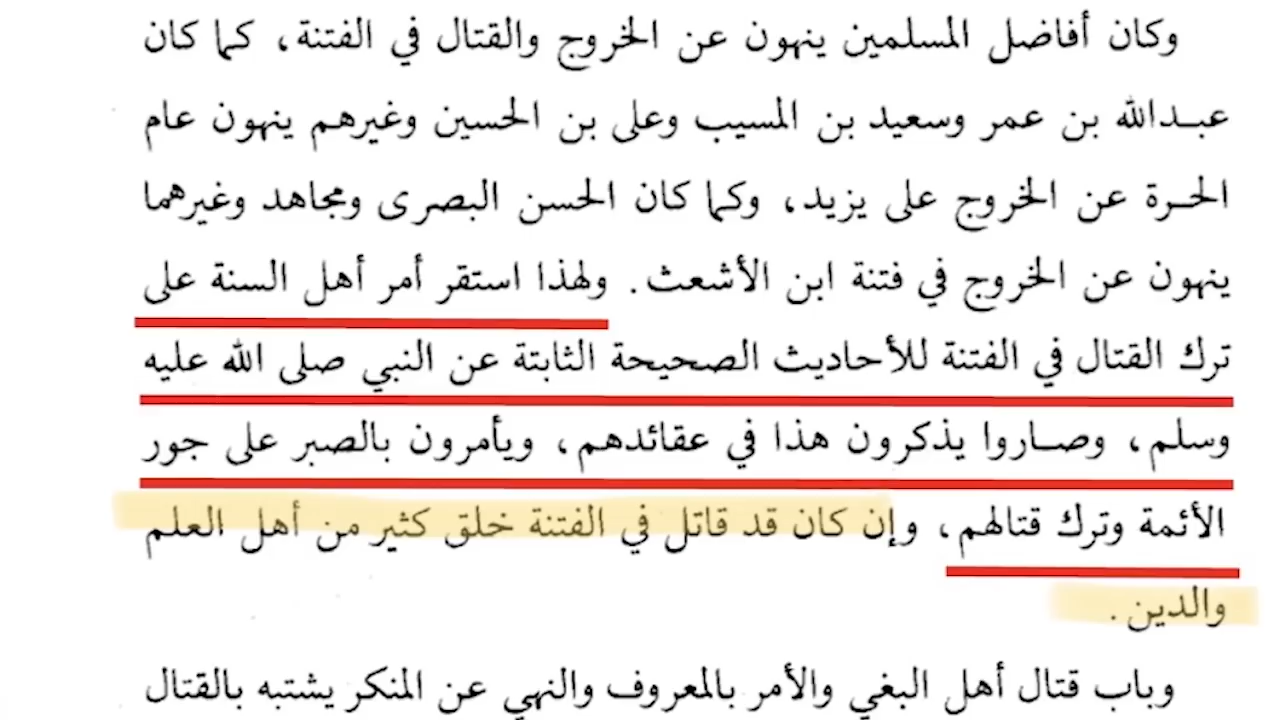 وكان أفاضل المسلمين ينهون عن الخروج والقتال في الفتنة، كما كان
عبدالله بن عمر وسعيد بن المسيب وعلى بن الحسين وغيرهم ينهون عام
الحرة عن الخروج على يزيد، وكما كان الحسن البصرى ومجاهد وغيرهما
ينهون عن الخروج في فتنة ابن الأشعث. ولهذا استقر أمر أهل السنة على
ترك القتال في الفتنة للأحاديث الصحيحة الثابتة عن النبي صلى الله عليه
وسلم، وصاروا يذكرون هذا في عقائدهم، ويأمرون بالصبر على جور
الأئمة وترك قتالهم، وإن كان قد قاتل في الفتنة خلق كثير من أهل العلم
والدين.
وباب قتال أهل البغي والأمر بالمعروف والنهي عن المنكر يشتبه بالقتال